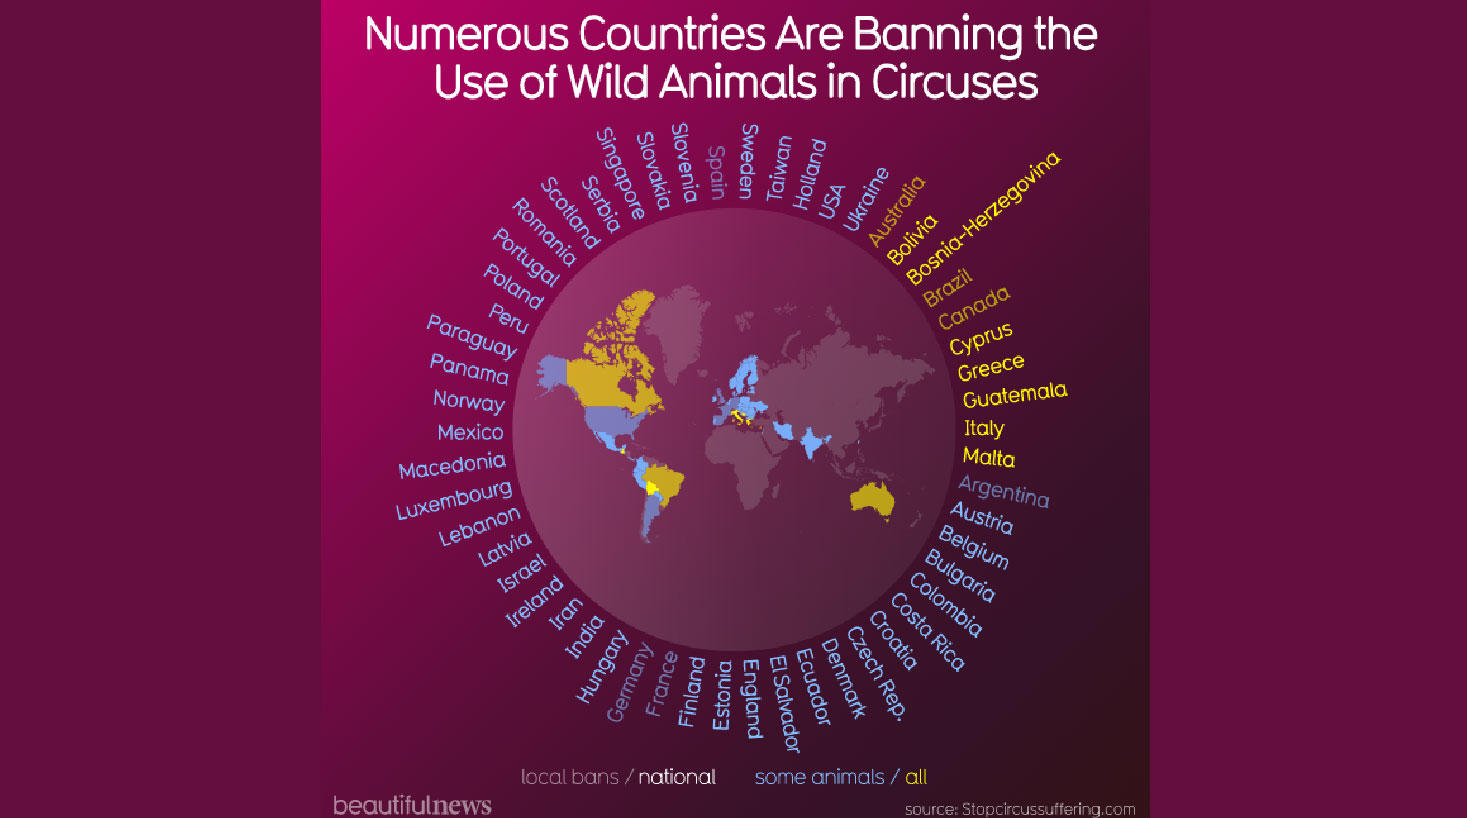 Numerous Countries Are Banning the
Use of Wild Animals in Circuses
Sweden
Taiwan
Holland
USA
Ukraine
Australia
Bolivia
Bosnia-Herzegovina
Brazil
Canada
Cyprus
Greece
Guatemala
Italy
Malta
Argentina
Austria
Belgium
Bulgaria
Colombia
Costa Rica
Croatia
Czech Rep.
Denmark
Ecuador
El Salvador
England
Estonia
Finland
France
Germany
Hungary
India
Iran
Ireland
Israel
Latvia
Lebanon
Luxembourg
Macedonia
Mexico
Norway
Panama
Paraguay
Peru
Poland
Portugal
Romania
Scotland
Serbia
Singapore
Slovakia
Slovenia
Spain
local bans / national some animals / all
beautifulnews
source: Stopcircussuffering.com